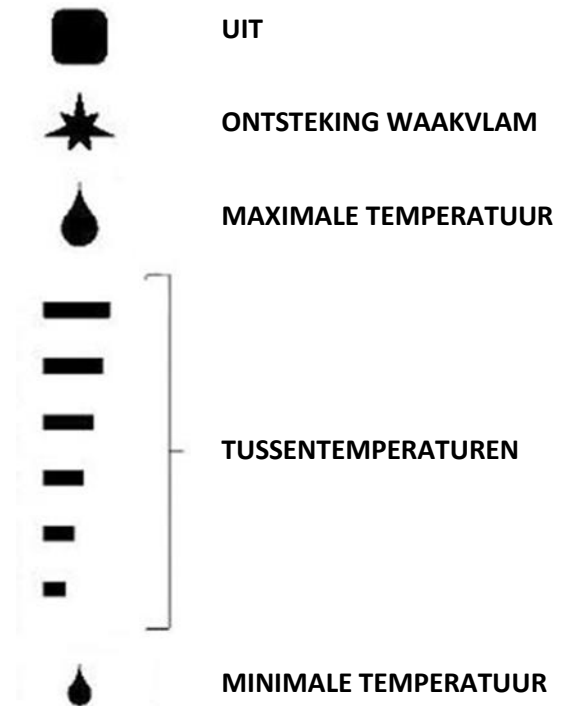 UIT
ONTSTEKING WAAKVLAM
MAXIMALE TEMPERATUUR
TUSSENTEMPERATUREN
MINIMALE TEMPERATUUR